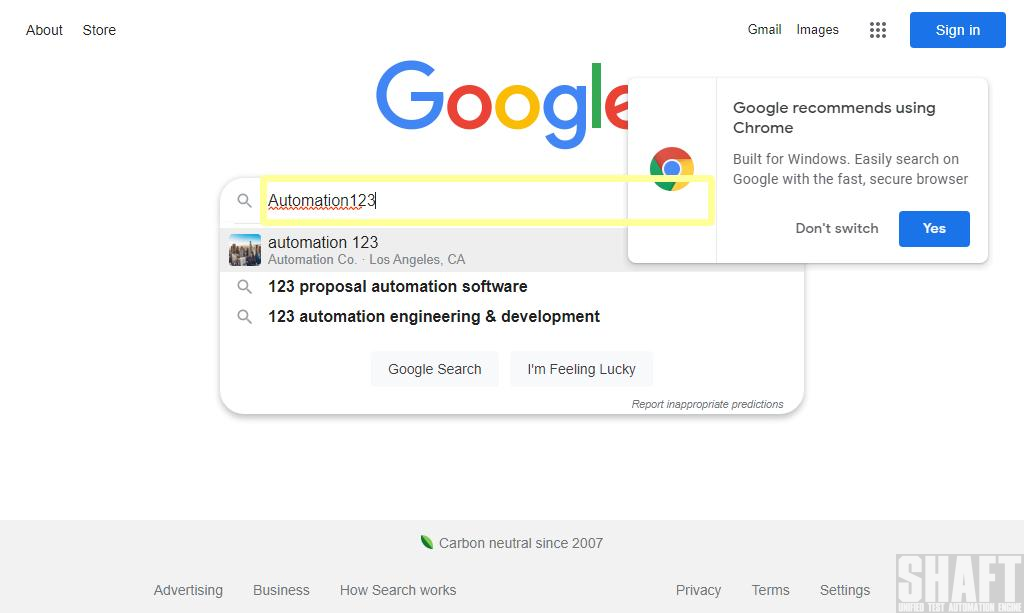 About Store
Gmail Images Sign in
Google
Google recommends using
Chrome
Built for Windows. Easily search on
Google with the fast, secure browser
Don't switch Yes
Automation123
automation 123
Automation Co. · Los Angeles, CA
123 proposal automation software
123 automation engineering & development
Google Search I'm Feeling Lucky
Report inappropriate predictions
Carbon neutral since 2007
Advertising Business How Search works Privacy Terms Settings
SHAFT
UNIFIED TEST AUTOMATION ENGINE